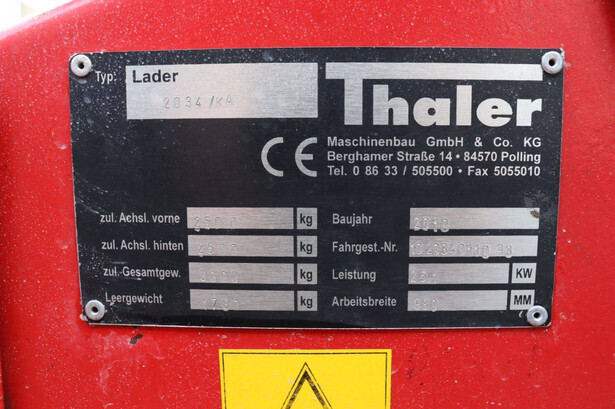 Typ: Lader
2034/KA
Thaler
Maschinenbau GmbH & Co. KG
Berghamer Straße 14 • 84570 Polling
Tel. 0 86 33 / 505500 • Fax 5055010
CE
zul. Achsl. vorne kg Baujahr 2010
zul. Achsl. hinten kg Fahrgest.-Nr.
zul.-Gesamtgew. kg Leistung KW
Leergewicht kg Arbeitsbreite MM